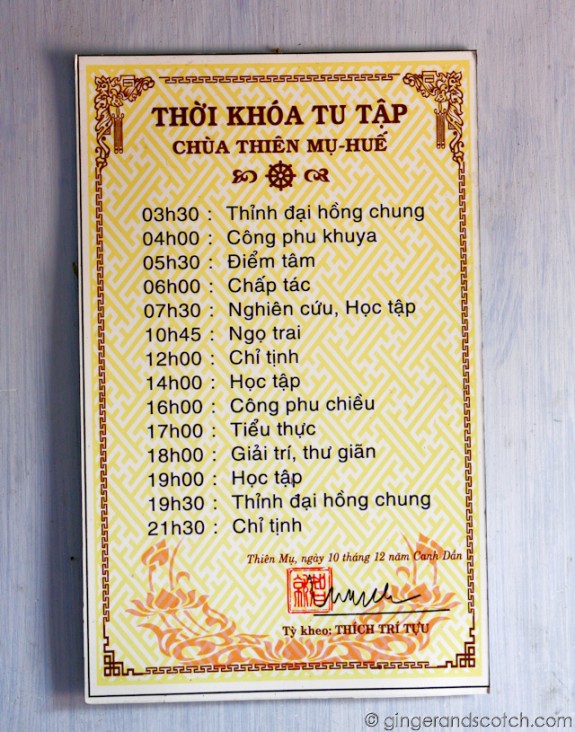 THỜI KHÓA TU TẬP
CHÙA THIÊN MỤ-HUẾ
03h30 : Thỉnh đại hồng chung
04h00 : Công phu khuya
05h30 : Điểm tâm
06h00 : Chấp tác
07h30 : Nghiên cứu, Học tập
10h45 : Ngọ trai
12h00 : Chỉ tịnh
14h00 : Học tập
16h00 : Công phu chiều
17h00 : Tiểu thực
18h00 : Giải trí, thư giãn
19h00 : Học tập
19h30 : Thỉnh đại hồng chung
21h30 : Chỉ tịnh
Thiên Mụ, ngày 10 tháng 12 năm Canh Dần
Tỳ kheo: THÍCH TRÍ TỰU
© gingerandscotch.com